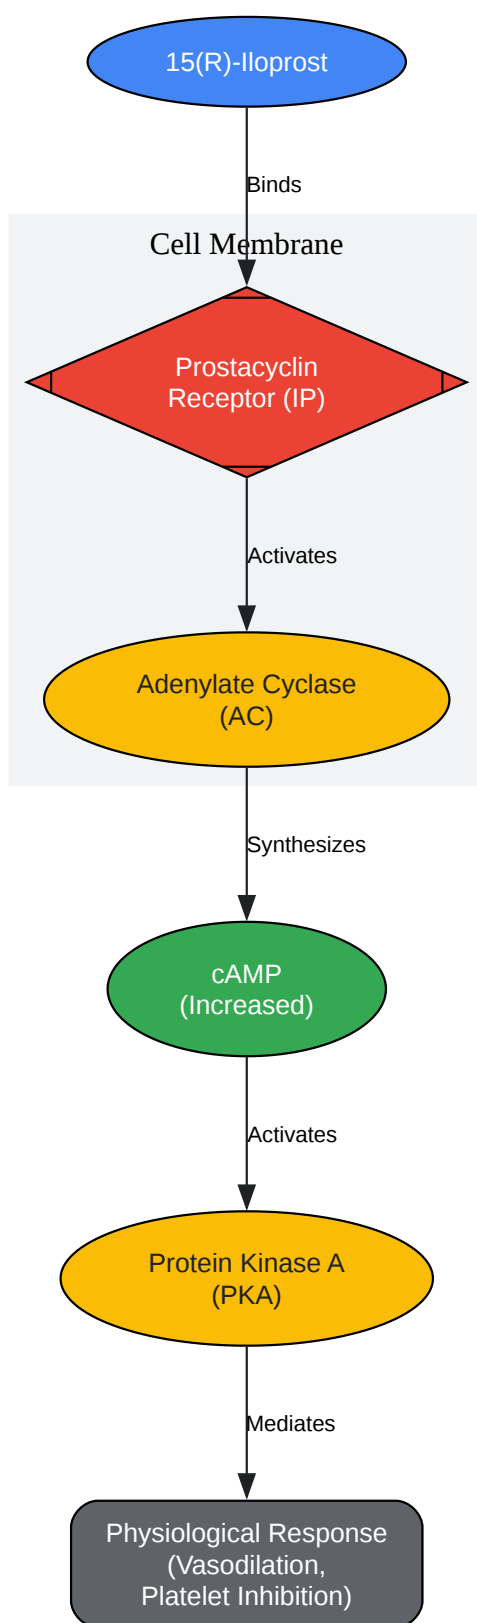 15(R)-Iloprost
Binds
Cell Membrane
Prostacyclin
Receptor (IP)
Activates
Adenylate Cyclase
(AC)
Synthesizes
cAMP
(Increased)
Activates
Protein Kinase A
(PKA)
Mediates
Physiological Response
(Vasodilation,
Platelet Inhibition)